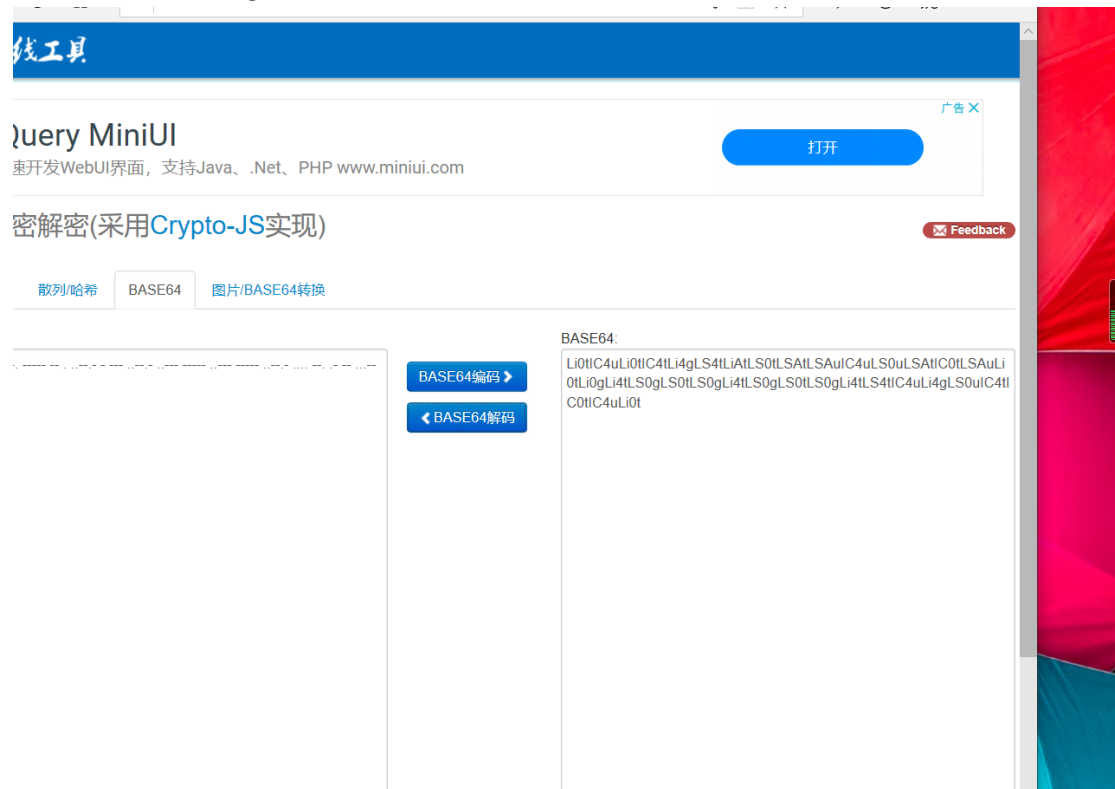 线工具
广告
Query MiniUI
速开发WebUI界面，支持Java、.Net、PHP www.miniui.com
打开
密解密(采用Crypto-JS实现)
Feedback
散列/哈希 BASE64 图片/BASE64转换
BASE64:
Li0tIC4uLi0tIC4tLi4gLS4tLiAtLS0tLSAtLSAuIC4uLS0uLSAtIC0tLSAuLi
0tLi0gLi4tLS0gLS0tLS0gLi4tLS0gLS0tLS0gLi4tLS4tIC4uLi4gLS0uIC4tI
C0tIC4uLi0t
BASE64编码
BASE64解码